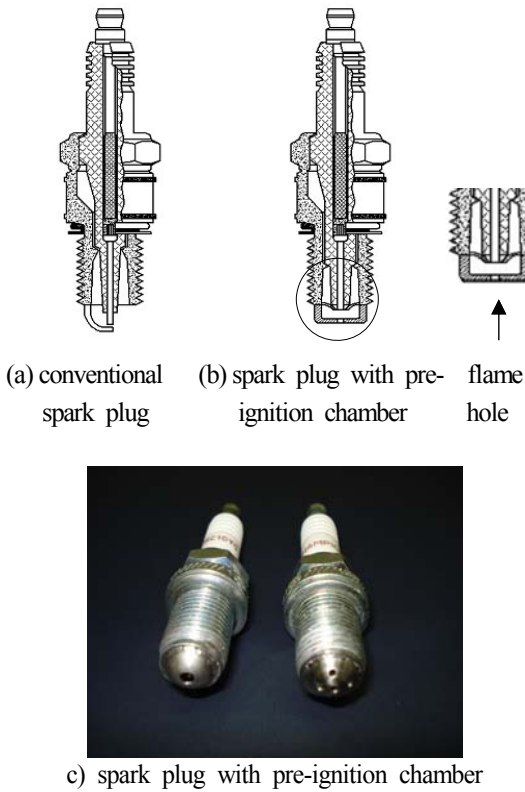 (a) conventional spark plug
(b) spark plug with pre-ignition chamber
flame hole
c) spark plug with pre-ignition chamber